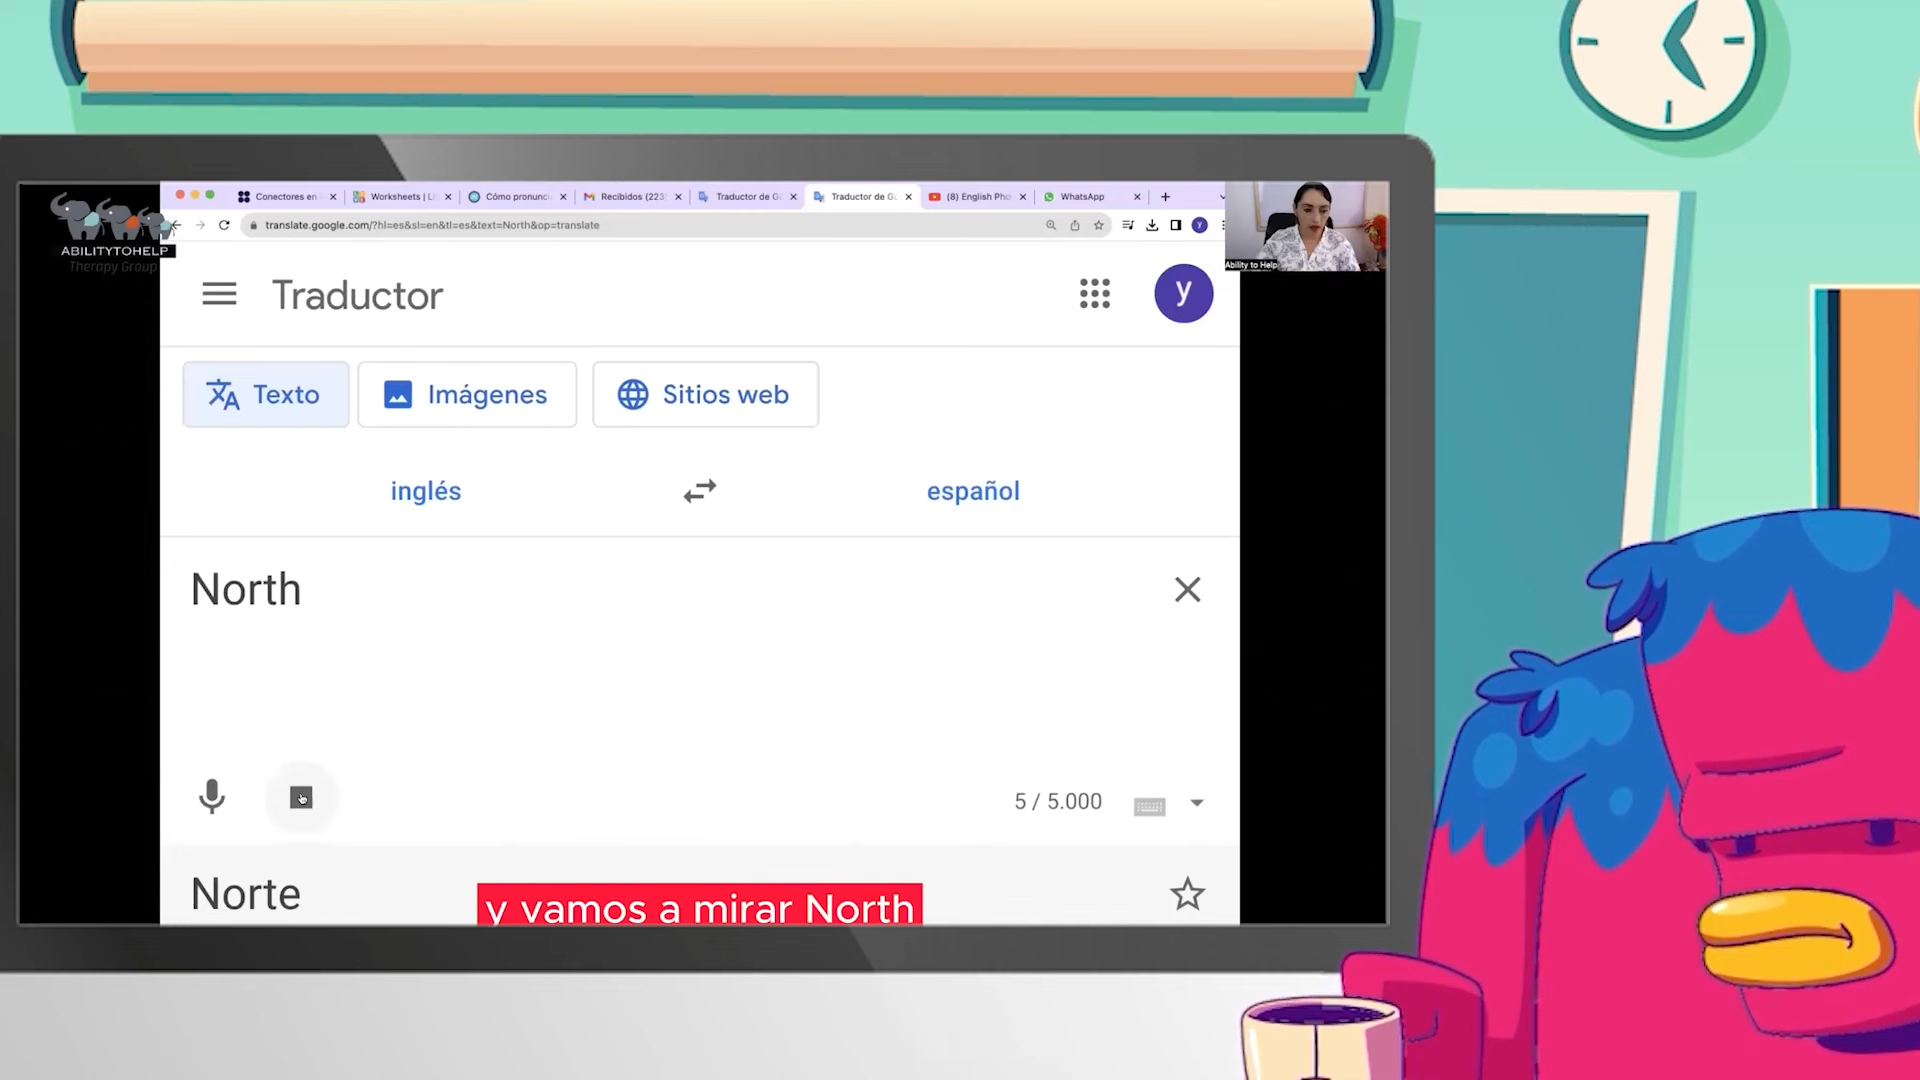 Conectores en
Worksheets | L
Cómo pronunci
Recibidos (223
Traductor de G
Traductor de G
(8) English Pho
WhatsApp
translate.google.com/?hl=es&sl=en&tl=es&text=North&op=translate
y
ABILITYTOHELP
Therapy Group
Ability to Help
Traductor
y
Texto
Imágenes
Sitios web
inglés
español
North
5 / 5.000
Norte
y vamos a mirar North